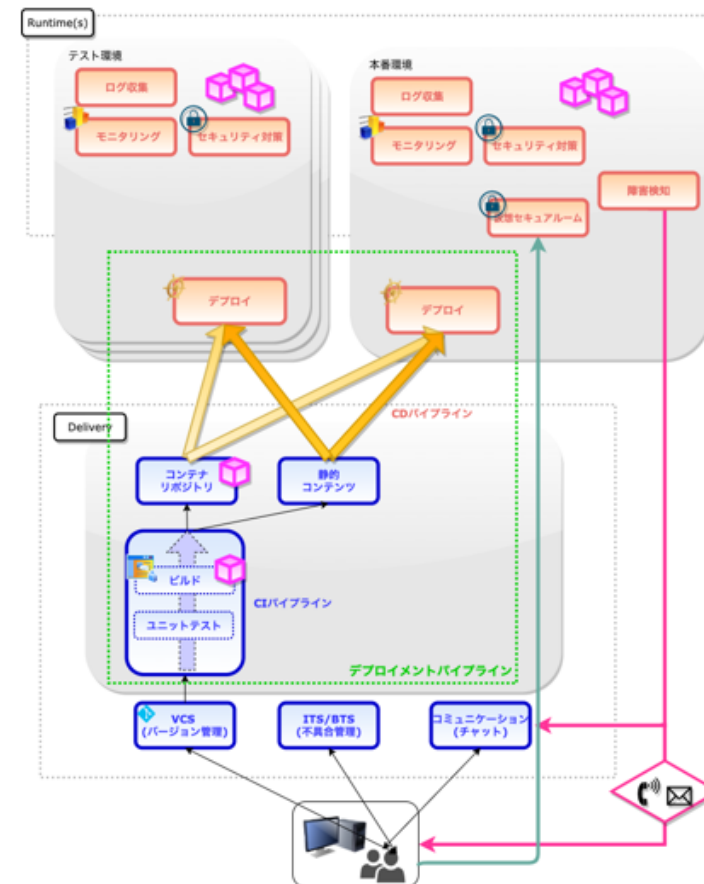 Runtime(s)
テスト環境
ログ収集
モニタリング
セキュリティ対策
デプロイ
本番環境
ログ収集
モニタリング
セキュリティ対策
仮想セキュアルーム
障害検知
デプロイ
CDパイプライン
Delivery
コンテナ
リポジトリ
静的
コンテンツ
ビルド
ユニットテスト
CIパイプライン
デプロイメントパイプライン
VCS
(バージョン管理)
ITS/BTS
(不具合管理)
コミュニケーション
(チャット)